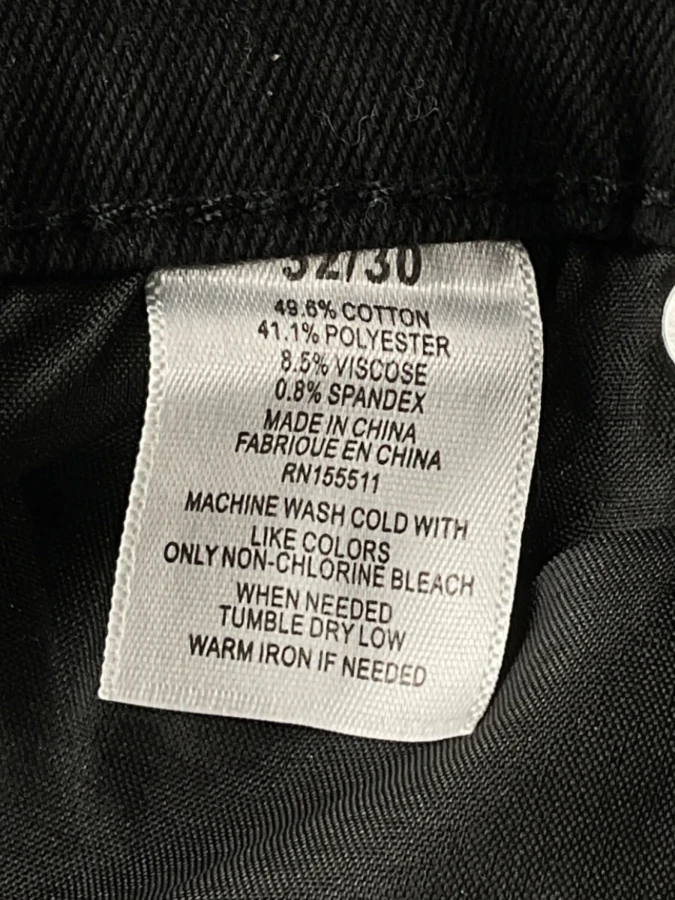 32/30
49.6% COTTON
41.1% POLYESTER
8.5% VISCOSE
0.8% SPANDEX
MADE IN CHINA
FABRIQUE EN CHINA
RN155511
MACHINE WASH COLD WITH
LIKE COLORS
ONLY NON-CHLORINE BLEACH
WHEN NEEDED
TUMBLE DRY LOW
WARM IRON IF NEEDED